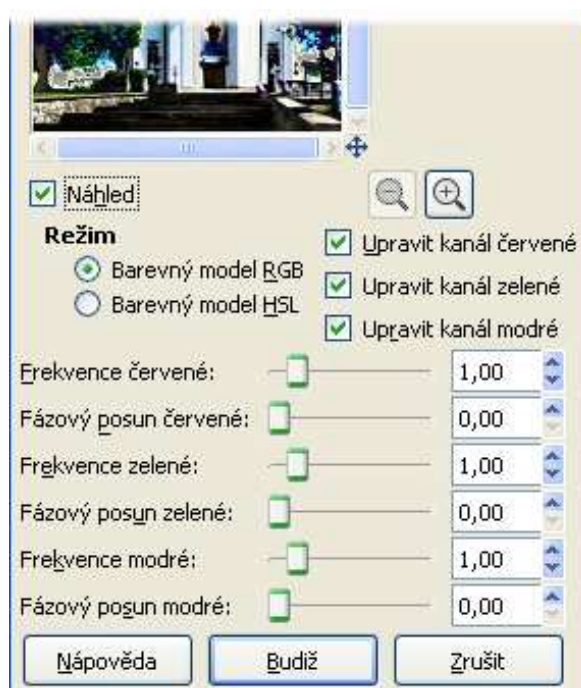 Náhled
Režim
Barevný model RGB
Barevný model HSL
Upravit kanál červené
Upravit kanál zelené
Upravit kanál modré
Frekvence červené: 1,00
Fázový posun červené: 0,00
Frekvence zelené: 1,00
Fázový posun zelené: 0,00
Frekvence modré: 1,00
Fázový posun modré: 0,00
Nápověda Budiž Zrušit